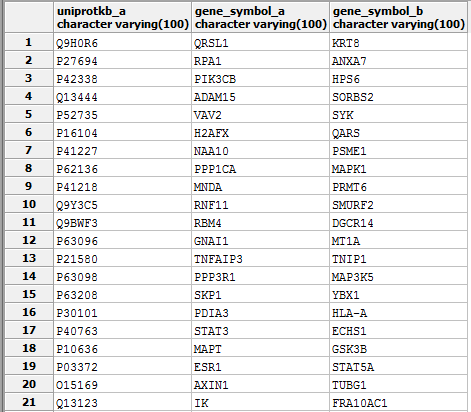 uniprotkb_a gene_symbol_a gene_symbol_b
character varying(100) character varying(100) character varying(100)
1 Q9H0R6 QRSL1 KRT8
2 P27694 RPA1 ANXA7
3 P42338 PIK3CB HPS6
4 Q13444 ADAM15 SORBS2
5 P52735 VAV2 SYK
6 P16104 H2AFX QARS
7 P41227 NAA10 PSME1
8 P62136 PPP1CA MAPK1
9 P41218 MNDA PRMT6
10 Q9Y3C5 RNF11 SMURF2
11 Q9BWF3 RBM4 DGCR14
12 P63096 GNAI1 MT1A
13 P21580 TNFAIP3 TNIP1
14 P63098 PPP3R1 MAP3K5
15 P63208 SKP1 YBX1
16 P30101 PDIA3 HLA-A
17 P40763 STAT3 ECHS1
18 P10636 MAPT GSK3B
19 P03372 ESR1 STAT5A
20 O15169 AXIN1 TUBG1
21 Q13123 IK FRA10AC1